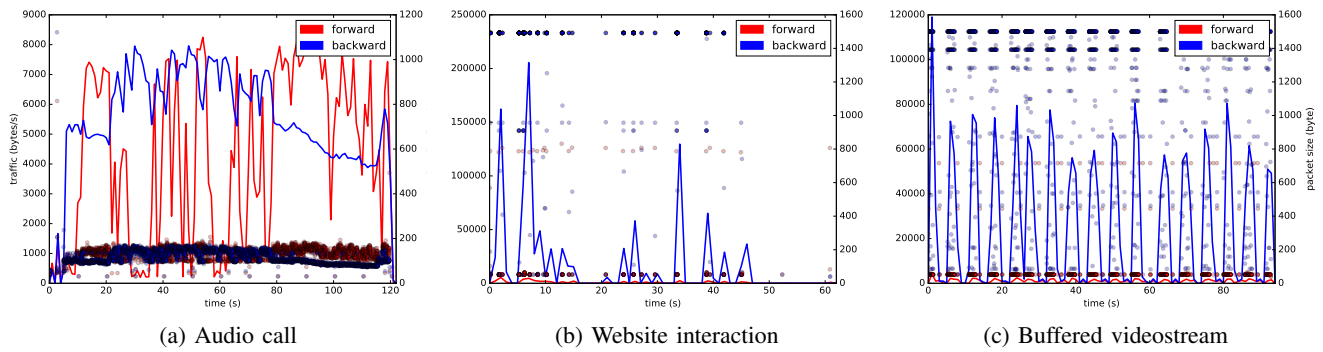 9000
8000
7000
6000
5000
4000
3000
2000
1000
0
traffic (bytes/s)
1200
1000
800
600
400
200
0
forward
backward
0 20 40 60 80 100 120
time (s)
(a) Audio call
250000
200000
150000
100000
50000
0
1600
1400
1200
1000
800
600
400
200
0
forward
backward
0 10 20 30 40 50 60
time (s)
(b) Website interaction
120000
100000
80000
60000
40000
20000
0
1600
1400
1200
1000
800
600
400
200
0
packet size (byte)
forward
backward
0 20 40 60 80
time (s)
(c) Buffered videostream